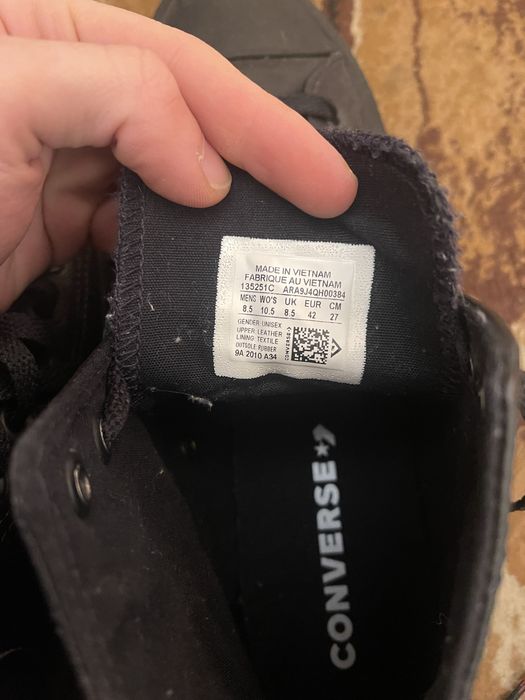 MADE IN VIETNAM
FABRIQUE AU VIETNAM
135251C ARA9J4QH00384
MENS WO'S UK EUR CM
8.5 10.5 8.5 42 27
GENDER: UNISEX
UPPER: LEATHER
LINING: TEXTILE
OUTSOLE: RUBBER
9A 2010 A34
CONVERSE
CONVERSE